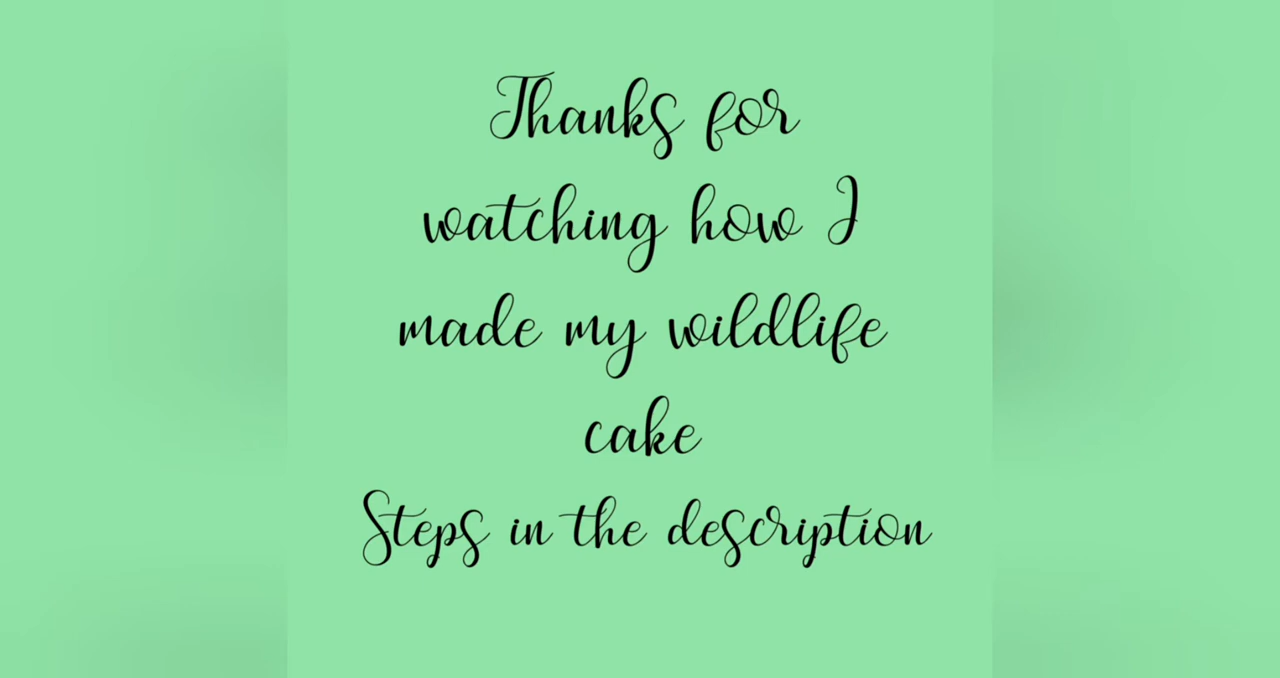 Thanks for
watching how I
made my wildlife
cake
Steps in the description